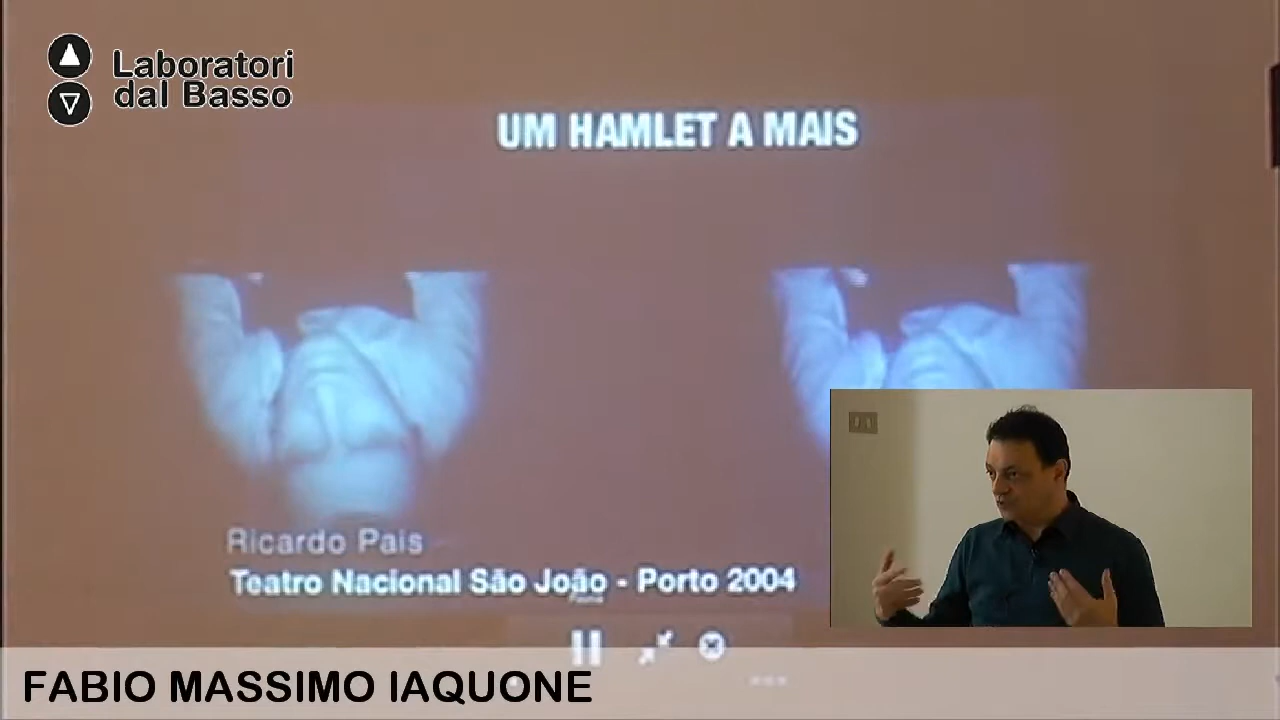 Laboratori
dal Basso
UM HAMLET A MAIS
Ricardo Pais
Teatro Nacional São João - Porto 2004
FABIO MASSIMO IAQUONE